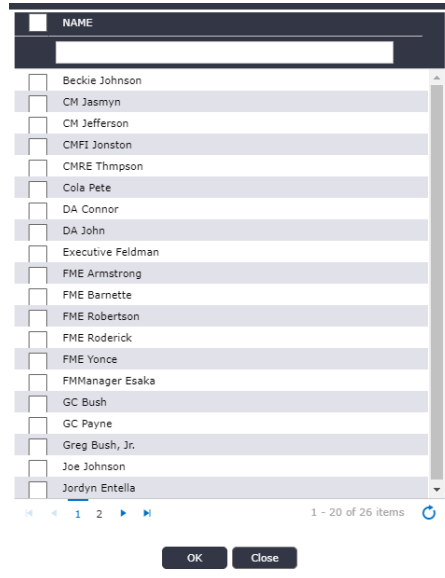 NAME
Beckie Johnson
CM Jasmyn
CM Jefferson
CMFI Jonston
CMRE Thmpson
Cola Pete
DA Connor
DA John
Executive Feldman
FME Armstrong
FME Barnette
FME Robertson
FME Roderick
FME Yonce
FMManager Esaka
GC Bush
GC Payne
Greg Bush, Jr.
Joe Johnson
Jordyn Entella
1 2 1 - 20 of 26 items
OK Close